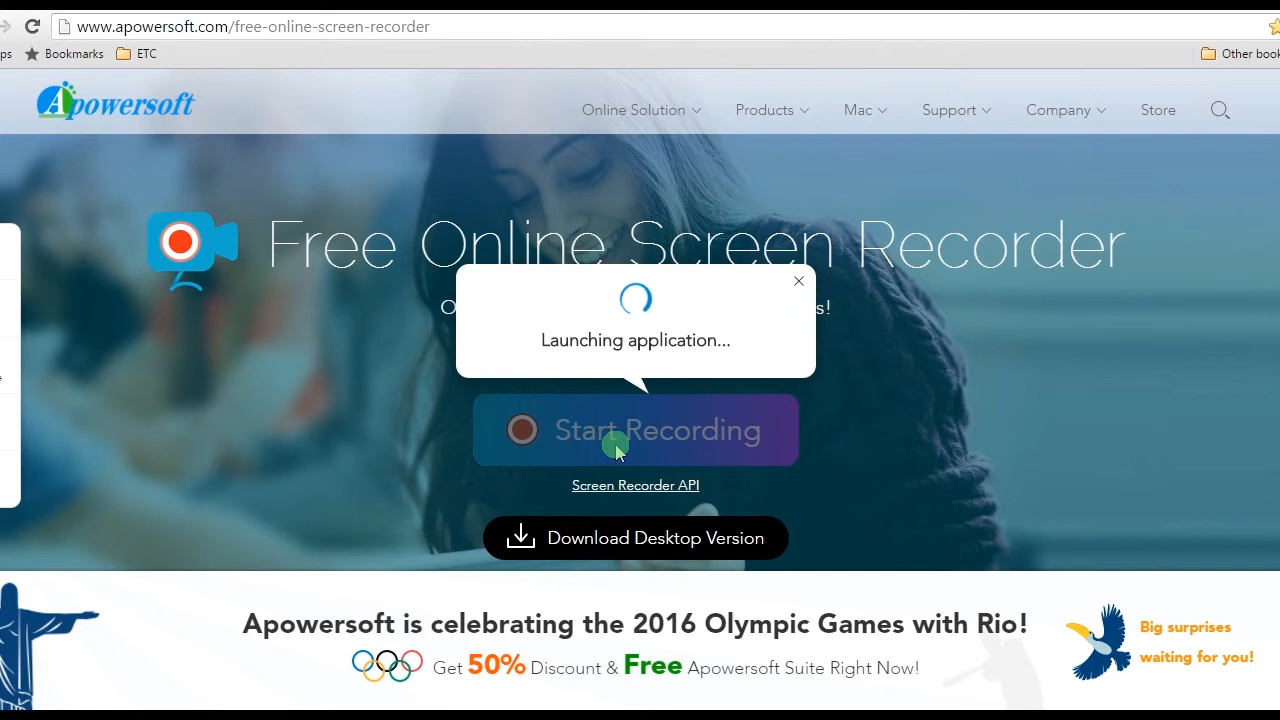 www.apowersoft.com/free-online-screen-recorder
ps Bookmarks ETC Other book
Apowersoft
Online Solution Products Mac Support Company Store
Free Online Screen Recorder
O s!
Launching application...
Start Recording
Screen Recorder API
Download Desktop Version
Apowersoft is celebrating the 2016 Olympic Games with Rio!
Get 50% Discount & Free Apowersoft Suite Right Now!
Big surprises
waiting for you!